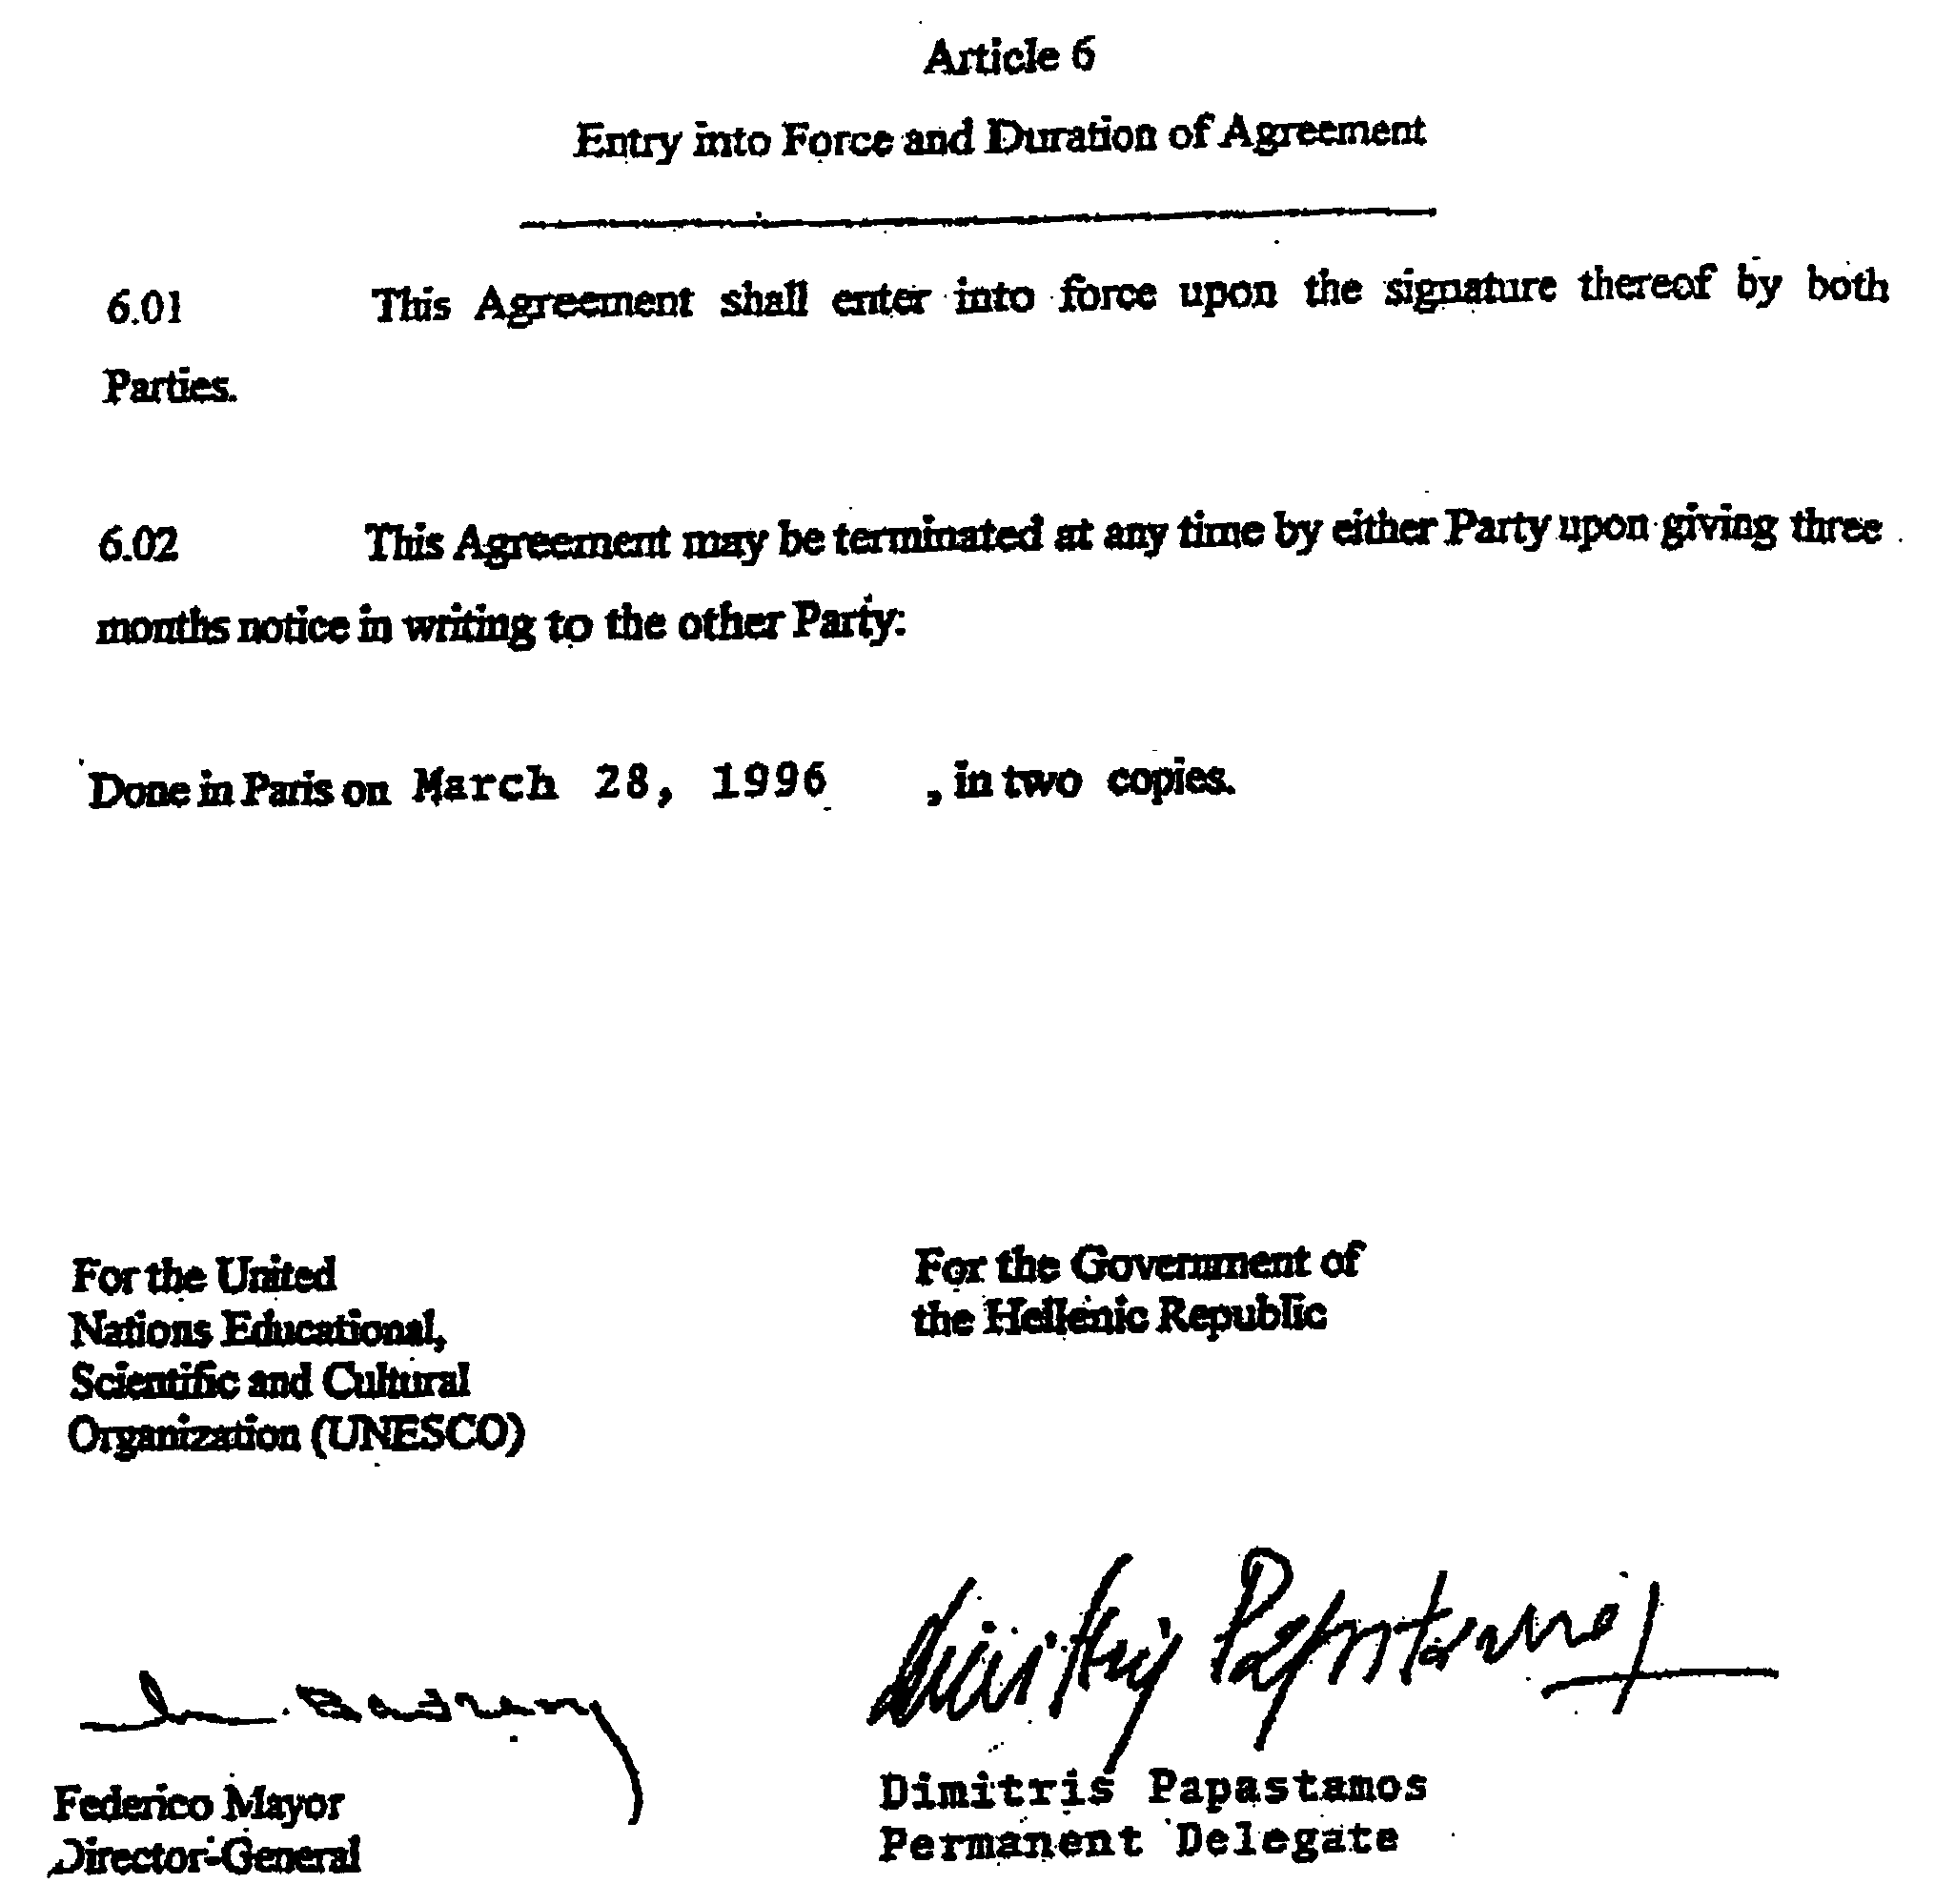 Article 6
Entry into Force and Duration of Agreement
6.01 This Agreement shall enter into force upon the signature thereof by both
Parties.
6.02 This Agreement may be terminated at any time by either Party upon giving three
months notice in writing to the other Party:
Done in Paris on March 28, 1996 , in two copies.
For the United
Nations Educational,
Scientific and Cultural
Organization (UNESCO)
For the Government of
the Hellenic Republic
Dimitris Papastamos
Federico Mayor
Director-General
Dimitris Papastamos
Permanent Delegate